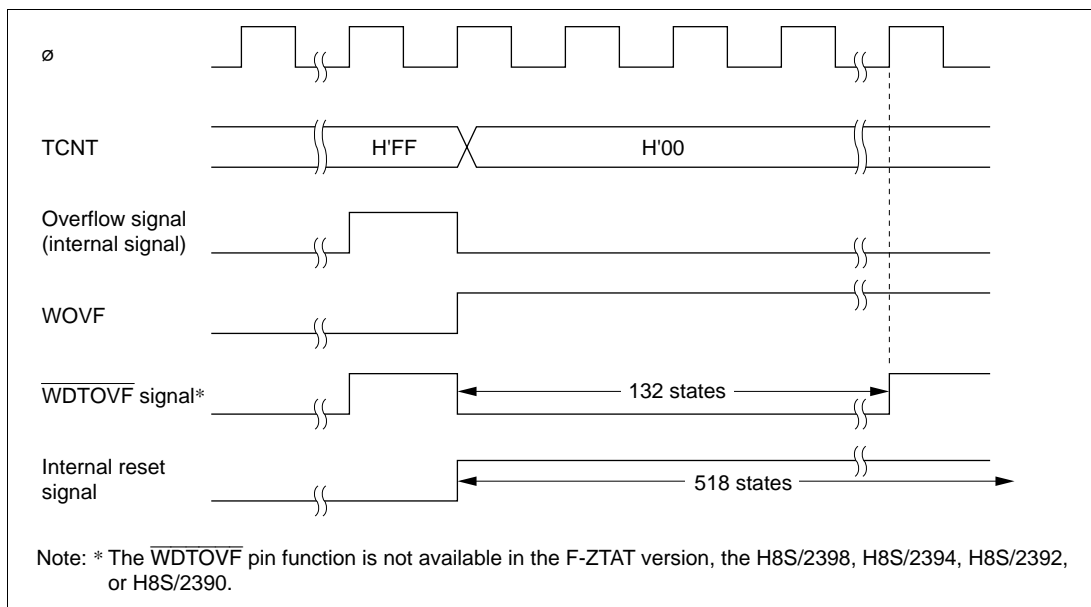 ø
TCNT
H'FF
H'00
Overflow signal
(internal signal)
WOVF
WDTOVF signal*
132 states
Internal reset
signal
518 states
Note: * The WDTOVF pin function is not available in the F-ZTAT version, the H8S/2398, H8S/2394, H8S/2392,
or H8S/2390.